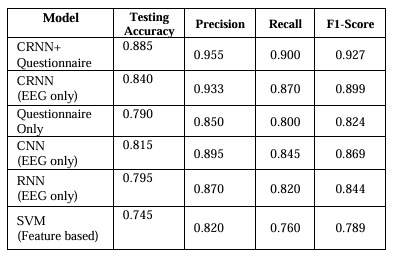 Model Testing Accuracy Precision Recall F1-Score
CRNN+ Questionnaire 0.885 0.955 0.900 0.927
CRNN (EEG only) 0.840 0.933 0.870 0.899
Questionnaire Only 0.790 0.850 0.800 0.824
CNN (EEG only) 0.815 0.895 0.845 0.869
RNN (EEG only) 0.795 0.870 0.820 0.844
SVM (Feature based) 0.745 0.820 0.760 0.789